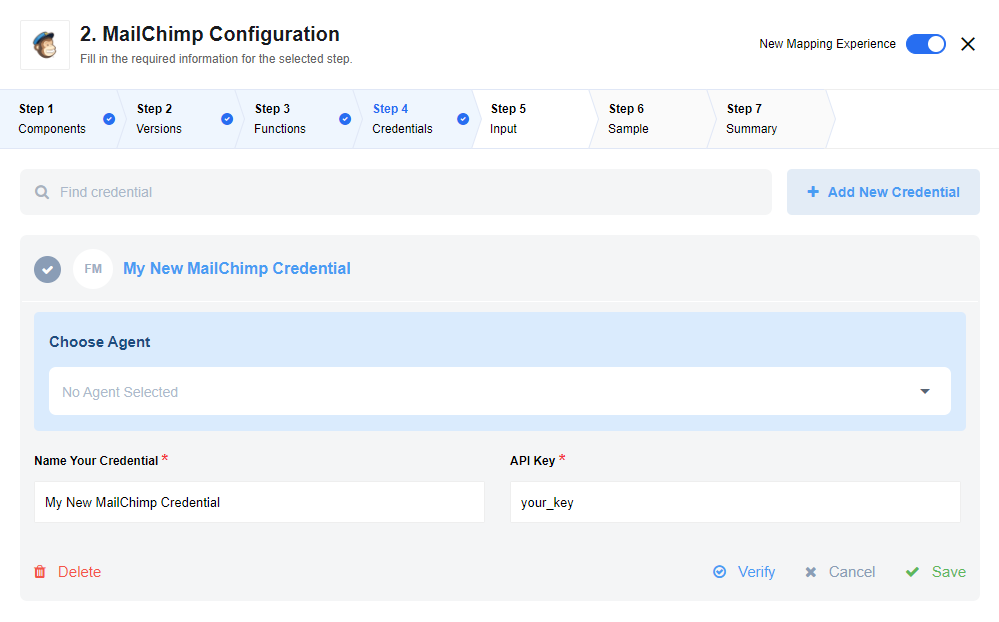 2. MailChimp Configuration
Fill in the required information for the selected step.
New Mapping Experience
Step 1
Components
Step 2
Versions
Step 3
Functions
Step 4
Credentials
Step 5
Input
Step 6
Sample
Step 7
Summary
Find credential
+ Add New Credential
FM
My New MailChimp Credential
Choose Agent
No Agent Selected
Name Your Credential *
API Key *
My New MailChimp Credential
your_key
Delete
Verify
Cancel
Save